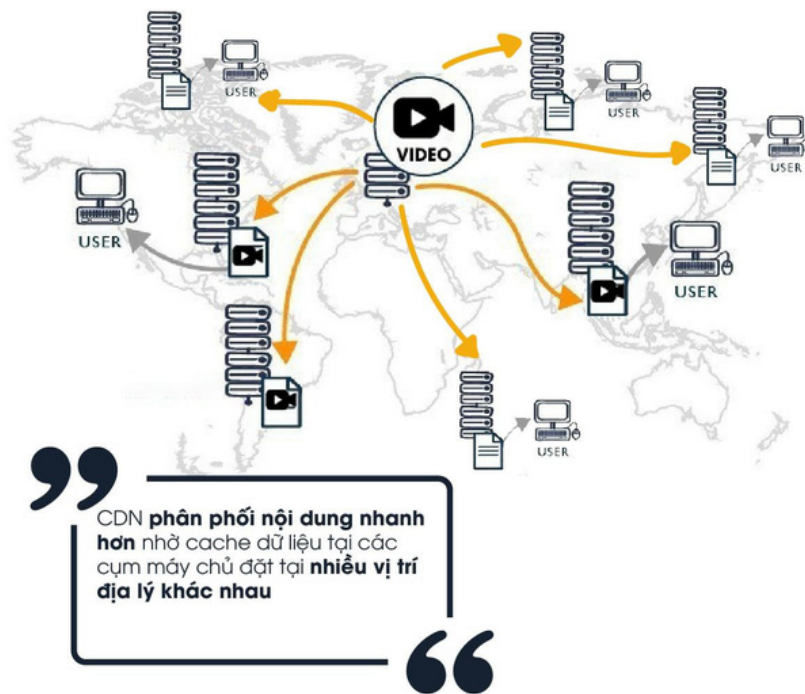 USER
USER
VIDEO
USER
USER
USER
USER
CDN phân phối nội dung nhanh
hơn nhờ cache dữ liệu tại các
cụm máy chủ đặt tại nhiều vị trí
địa lý khác nhau